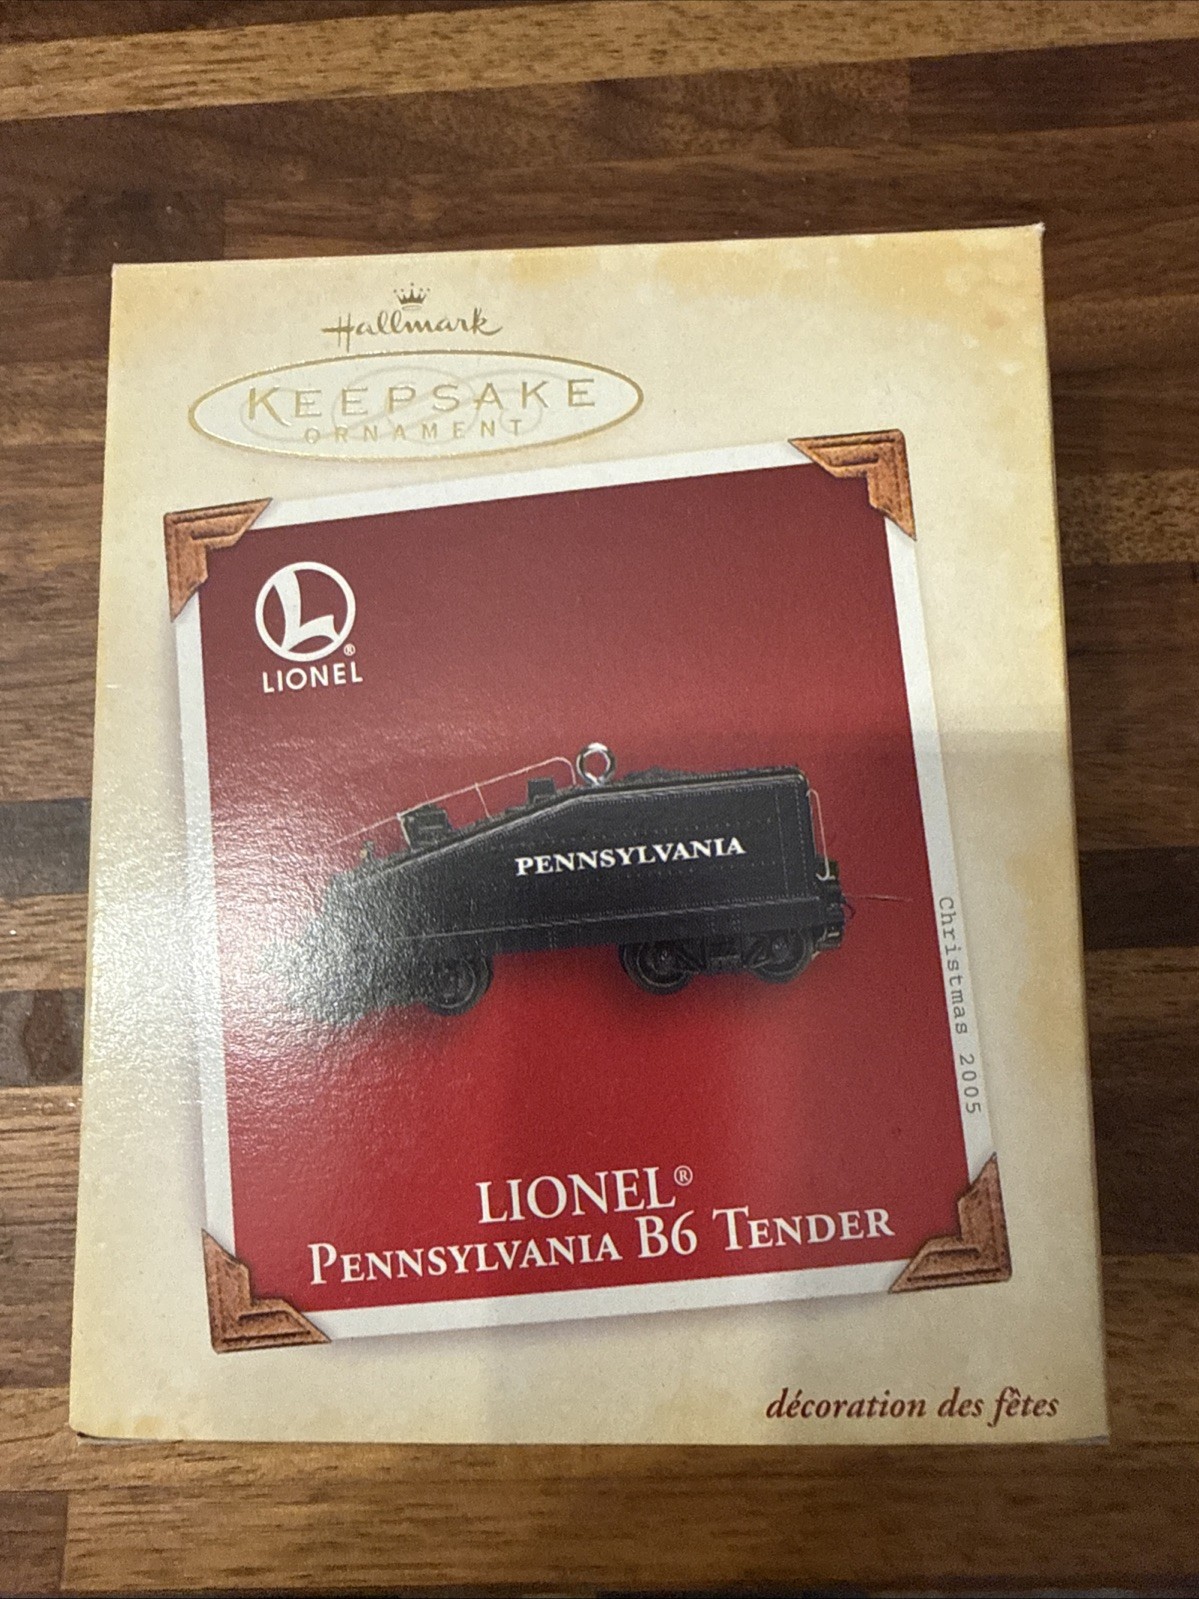 Hallmark
KEEPSAKE
ORNAMENT
L®
LIONEL
PENNSYLVANIA
Christmas 2005
LIONEL®
PENNSYLVANIA B6 TENDER
décoration des fêtes